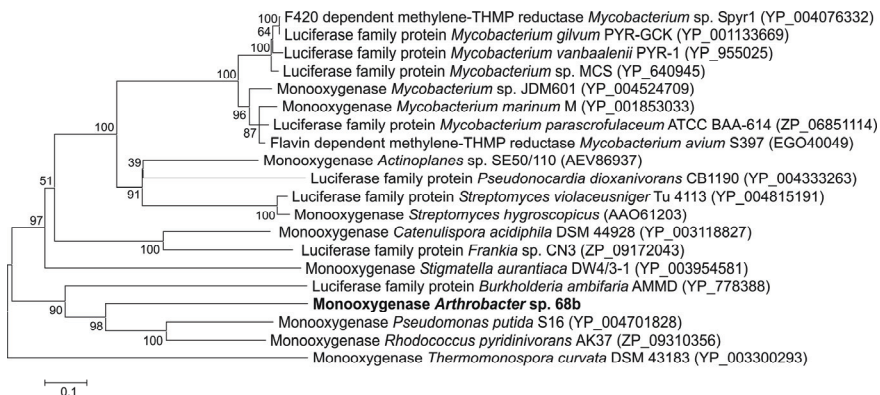 100 F420 dependent methylene-THMP reductase Mycobacterium sp. Spyr1 (YP_004076332)
64 Luciferase family protein Mycobacterium gilvum PYR-GCK (YP_001133669)
100 Luciferase family protein Mycobacterium vanbaalenii PYR-1 (YP_955025)
Luciferase family protein Mycobacterium sp. MCS (YP_640945)
100 Monooxygenase Mycobacterium sp. JDM601 (YP_004524709)
96 Monooxygenase Mycobacterium marinum M (YP_001853033)
87 Luciferase family protein Mycobacterium parascrofulaceum ATCC BAA-614 (ZP_06851114)
100 Flavin dependent methylene-THMP reductase Mycobacterium avium S397 (EGO40049)
39 Monooxygenase Actinoplanes sp. SE50/110 (AEV86937)
Luciferase family protein Pseudonocardia dioxanivorans CB1190 (YP_004333263)
51 91 Luciferase family protein Streptomyces violaceusniger Tu 4113 (YP_004815191)
100 Monooxygenase Streptomyces hygroscopicus (AAO61203)
97 Monooxygenase Catenulispora acidiphila DSM 44928 (YP_003118827)
100 Luciferase family protein Frankia sp. CN3 (ZP_09172043)
Monooxygenase Stigmatella aurantiaca DW4/3-1 (YP_003954581)
Luciferase family protein Burkholderia ambifaria AMMD (YP_778388)
90 Monooxygenase Arthrobacter sp. 68b
98 Monooxygenase Pseudomonas putida S16 (YP_004701828)
100 Monooxygenase Rhodococcus pyridinivorans AK37 (ZP_09310356)
Monooxygenase Thermomonospora curvata DSM 43183 (YP_003300293)
0.1